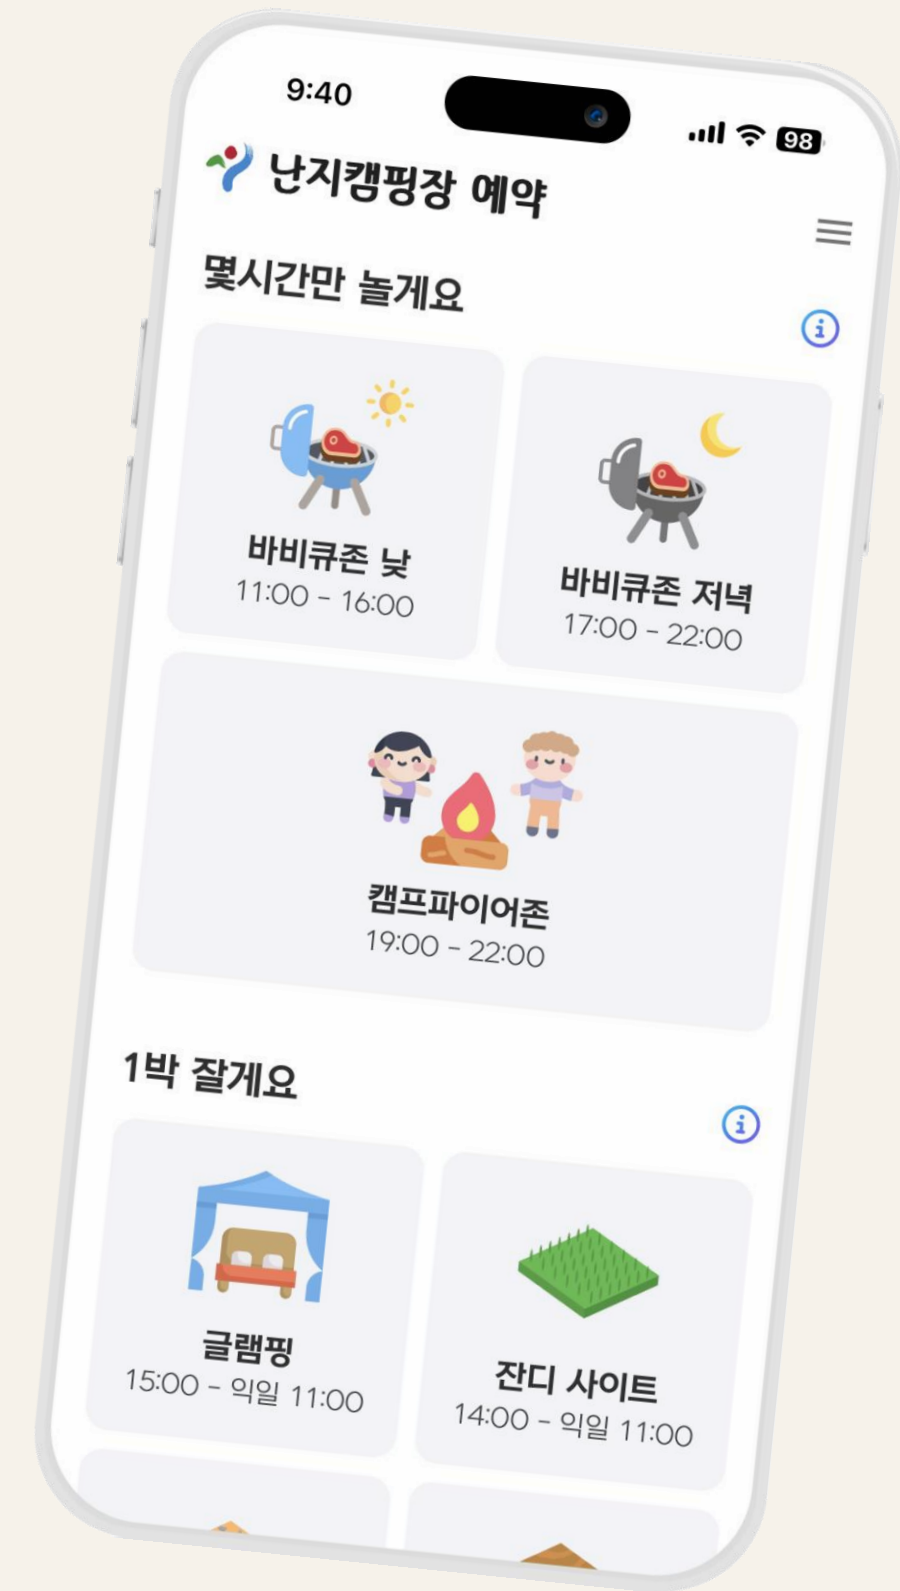 9:40
98
난지캠핑장 예약
몇시간만 놀게요
바비큐존 낮
11:00 - 16:00
바비큐존 저녁
17:00 - 22:00
캠프파이어존
19:00 - 22:00
1박 잘게요
글램핑
15:00 - 익일 11:00
잔디 사이트
14:00 - 익일 11:00